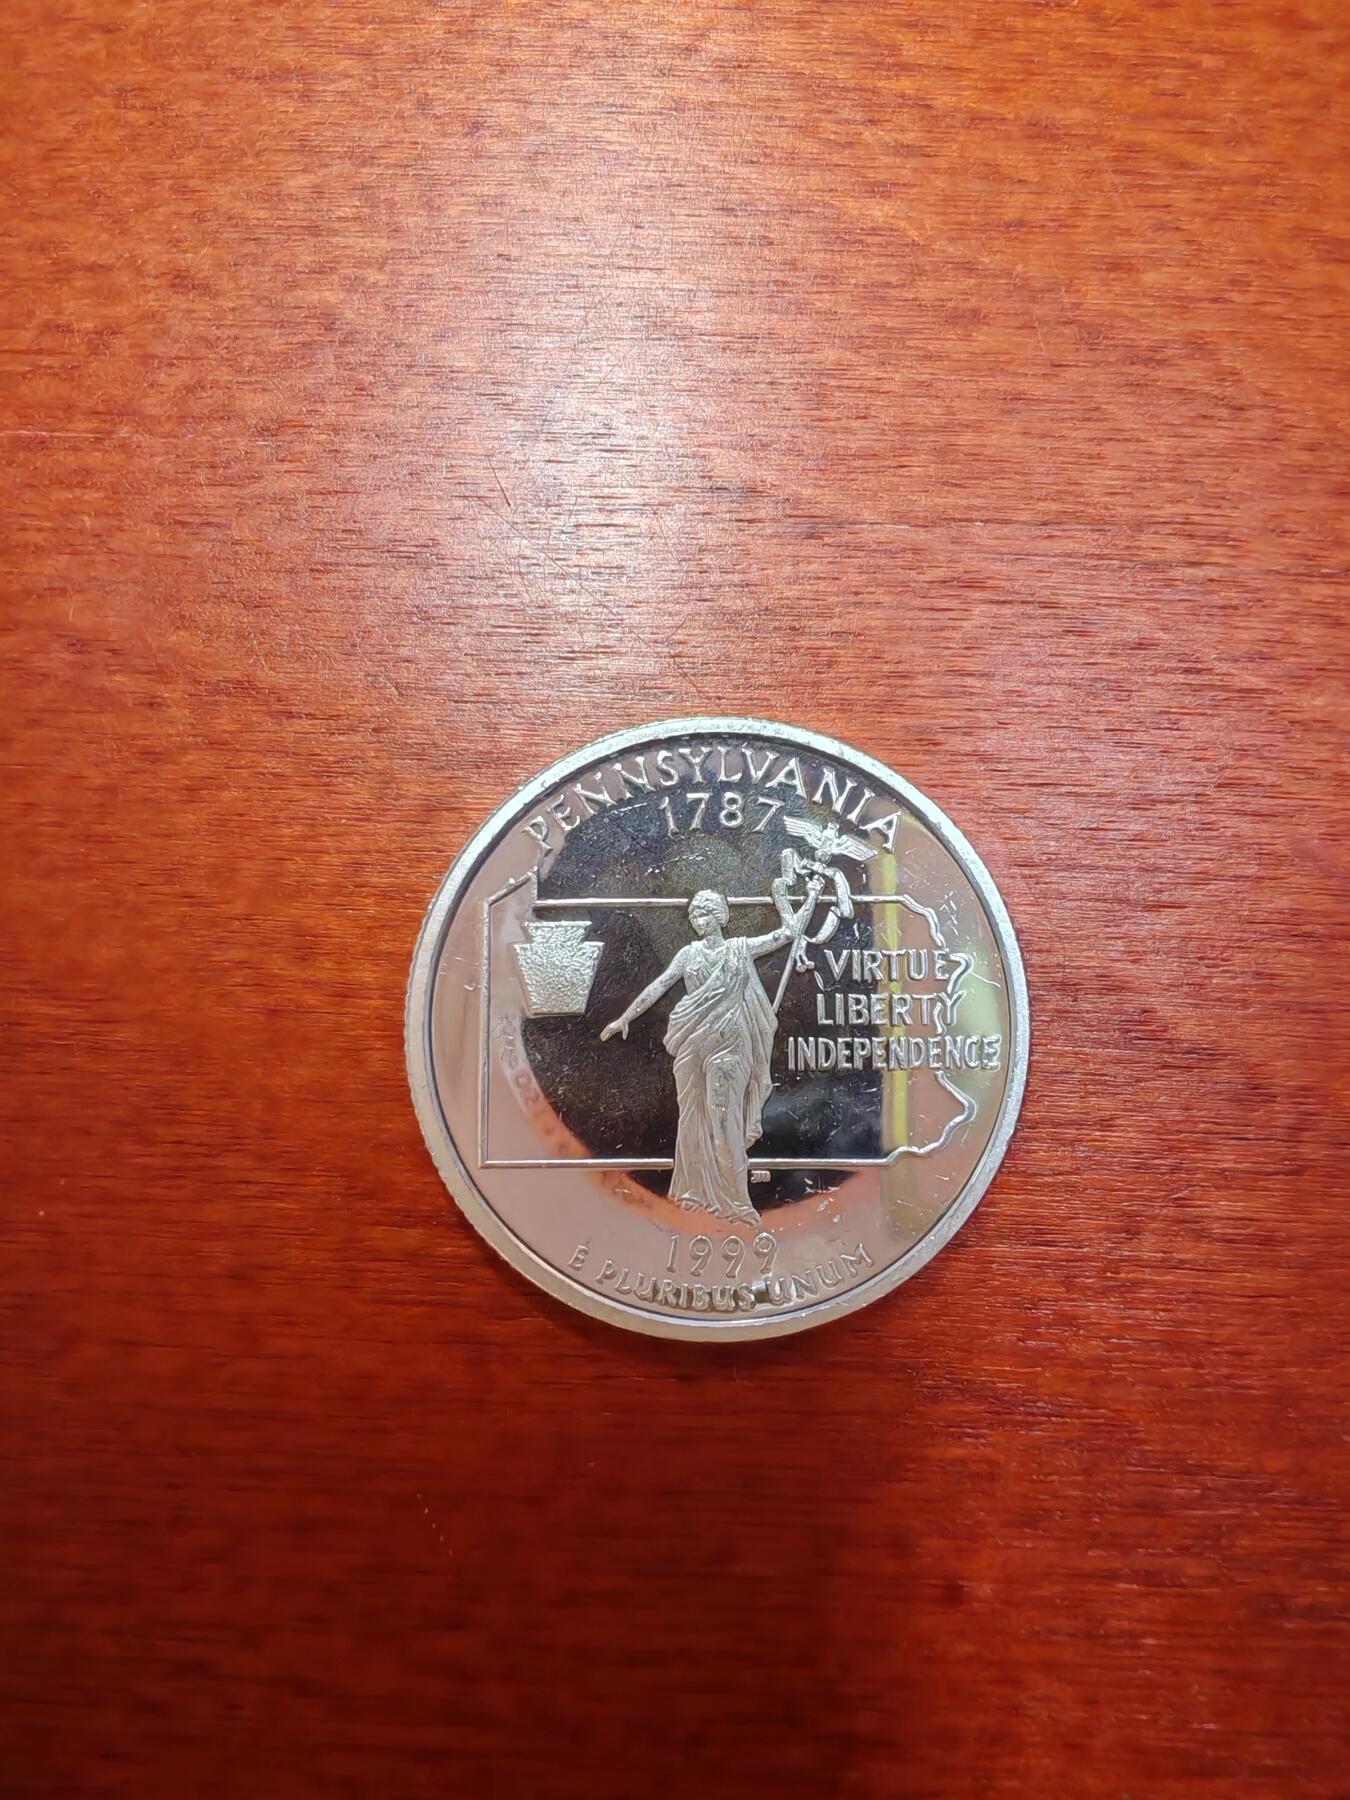 PENNSYLVANIA
1787
VIRTUE
LIBERTY
INDEPENDENCE
1999
E PLURIBUS UNUM